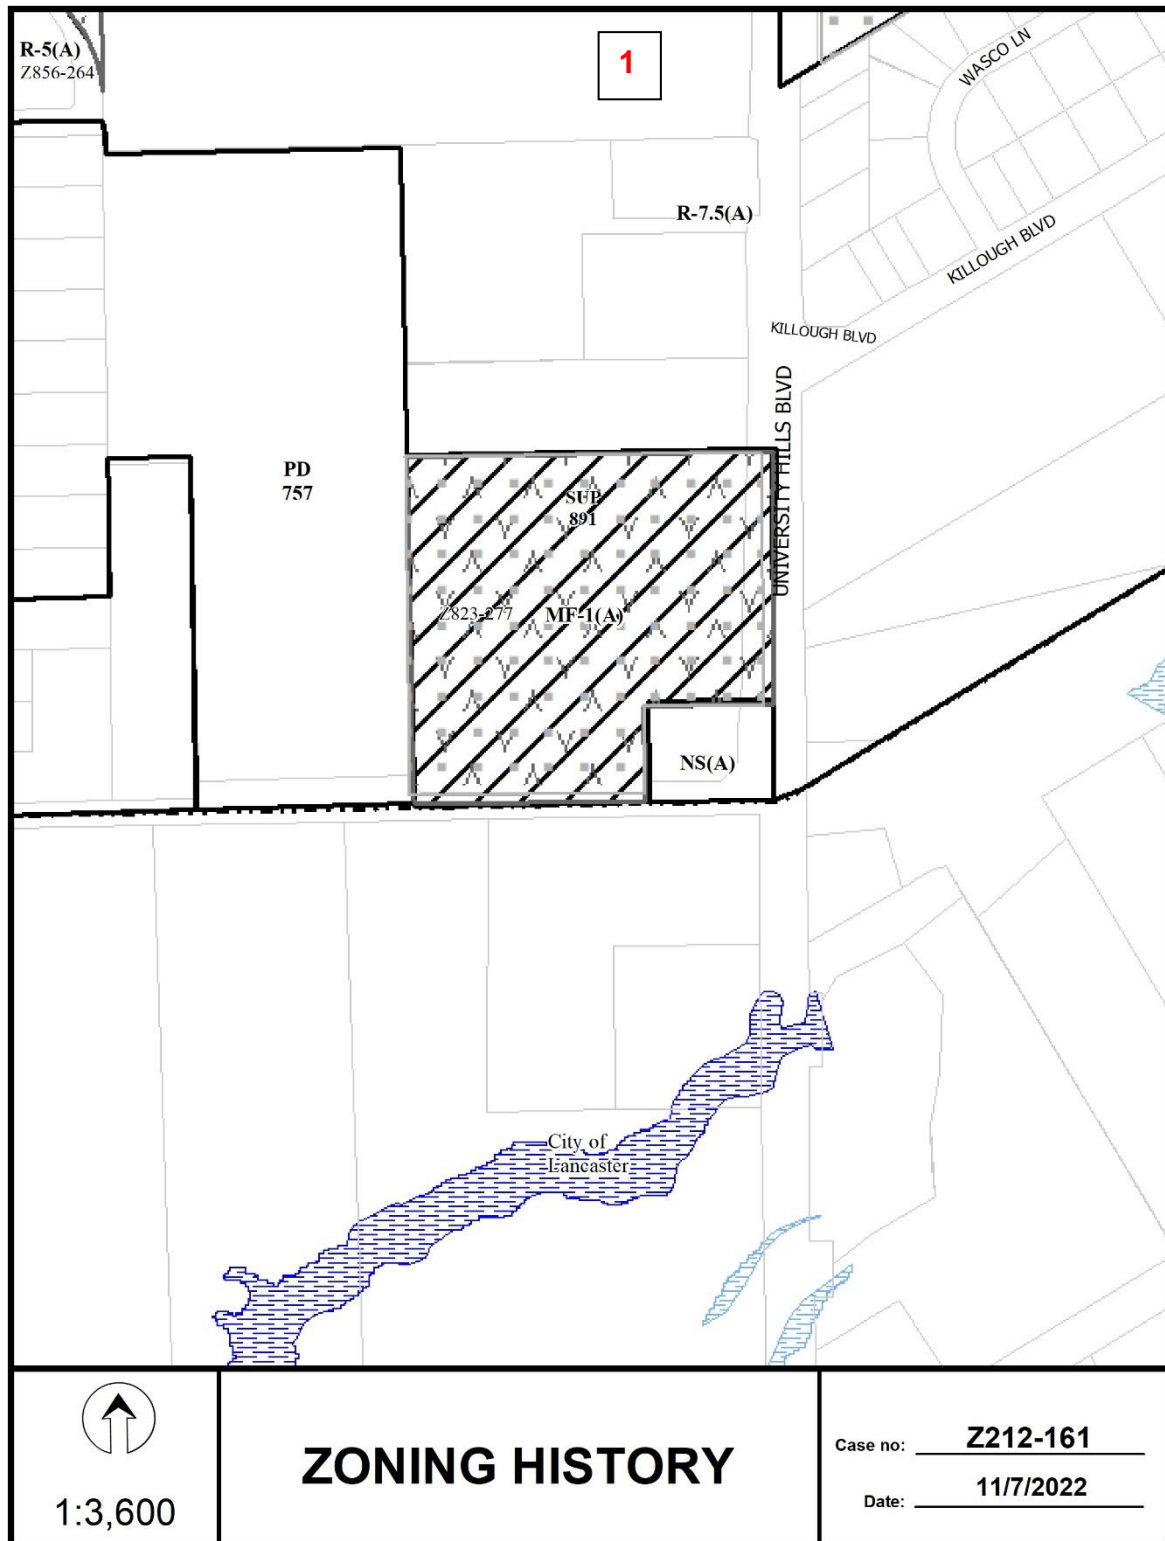 R-5(A)
Z856-264
1
WASCO LN
R-7.5(A)
KILLOUGH BLVD
KILLOUGH BLVD
UNIVERSITY HILLS BLVD
PD
757
SUP
891
Z823-277
MF-1(A)
NS(A)
City of
Lancaster
1:3,600
ZONING HISTORY
Case no: Z212-161
Date: 11/7/2022